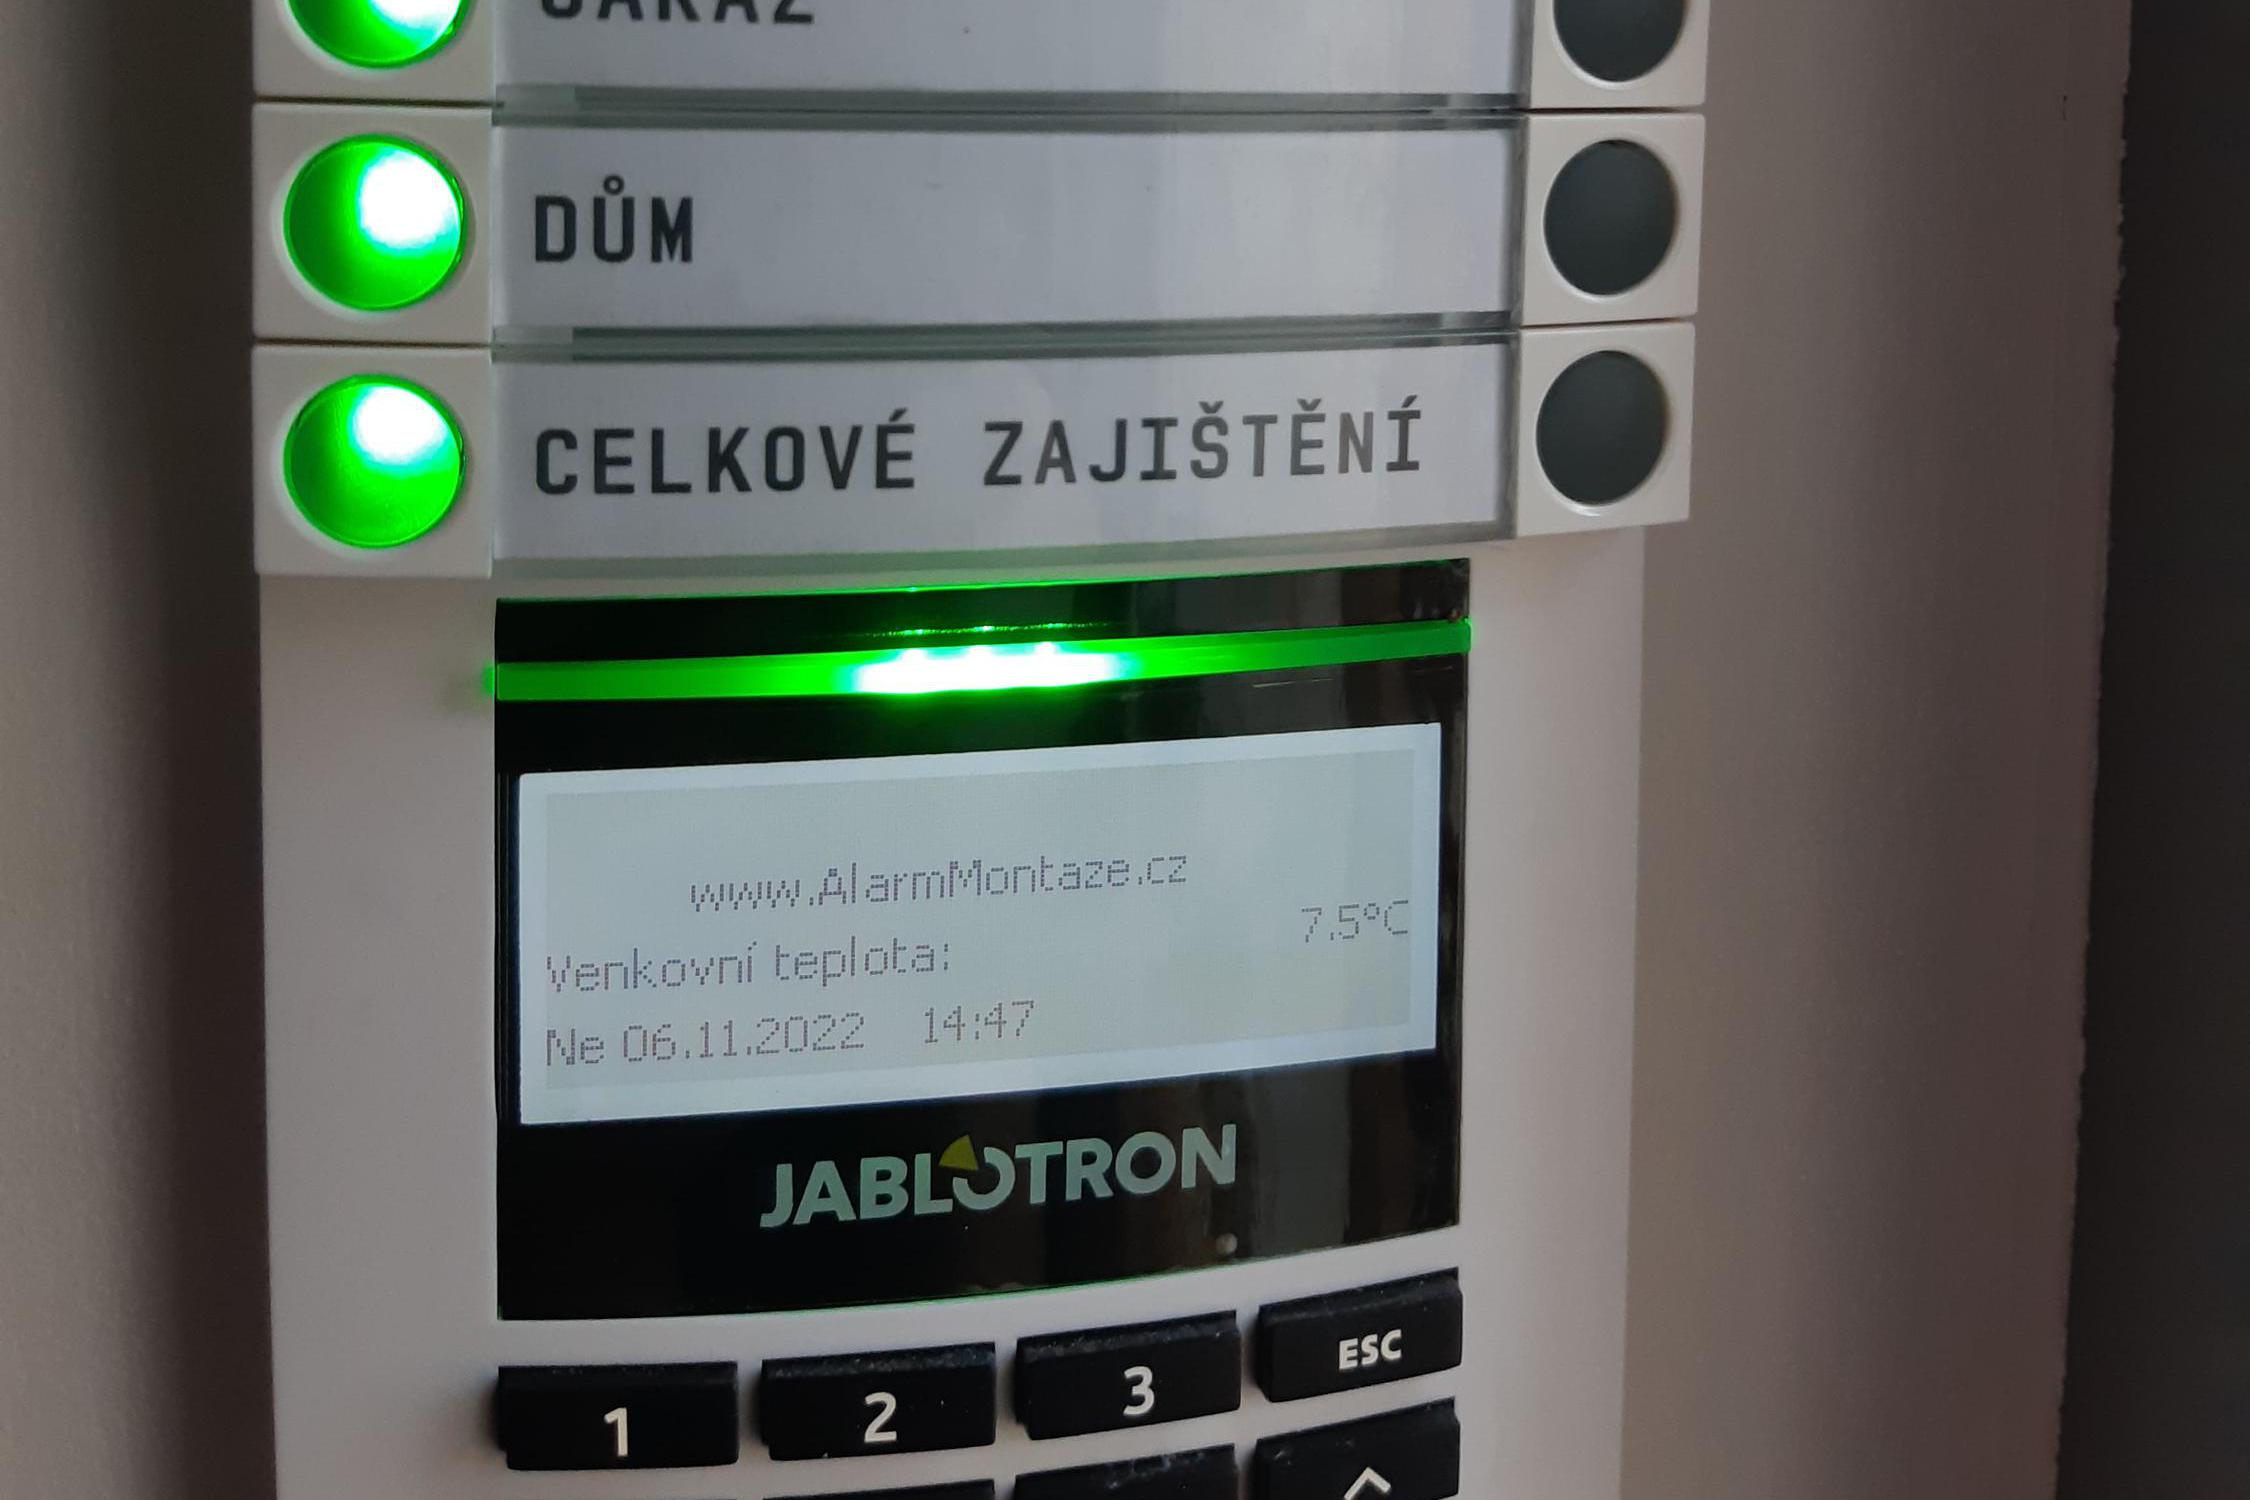 GARÁŽ
DŮM
CELKOVÉ ZAJIŠTĚNÍ
www.AlarmMontaze.cz
Venkovní teplota: 7.5°C
Ne 06.11.2022 14:47
JABLOTRON
1 2 3 ESC